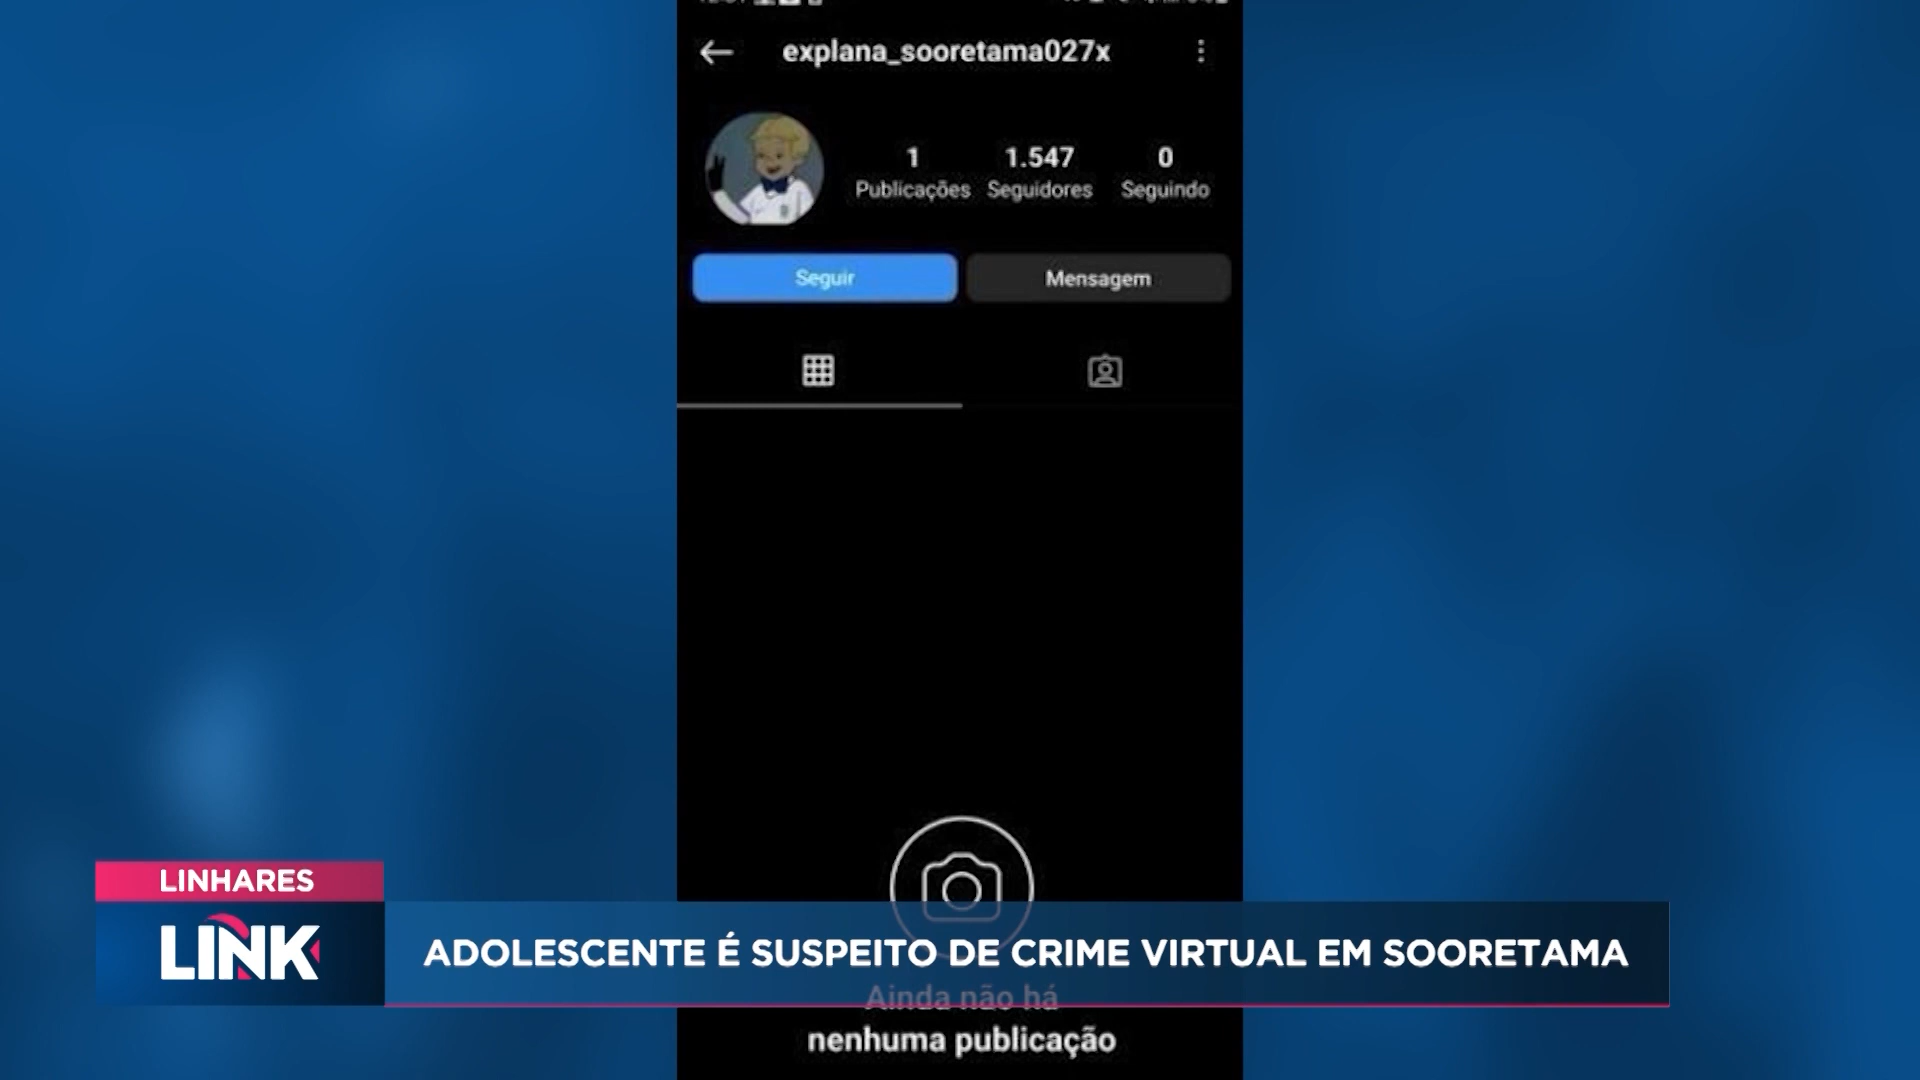 explana_sooretama027x
1 1.547 0
Publicações Seguidores Seguindo
Seguir Mensagem
LINHARES
LINK
ADOLESCENTE É SUSPEITO DE CRIME VIRTUAL EM SOORETAMA
Ainda não há
nenhuma publicação